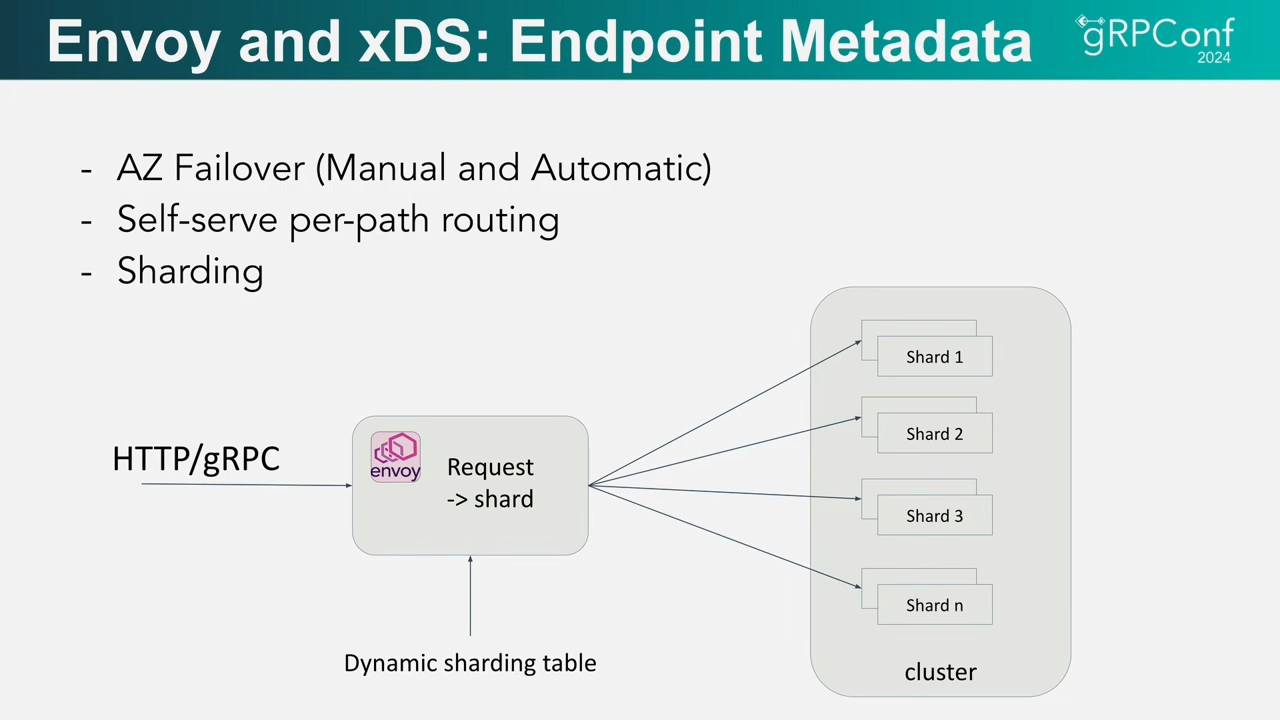 Envoy and xDS: Endpoint Metadata
gRPConf
2024
- AZ Failover (Manual and Automatic)
- Self-serve per-path routing
- Sharding
HTTP/gRPC
envoy
Request
-> shard
Dynamic sharding table
Shard 1
Shard 2
Shard 3
Shard n
cluster